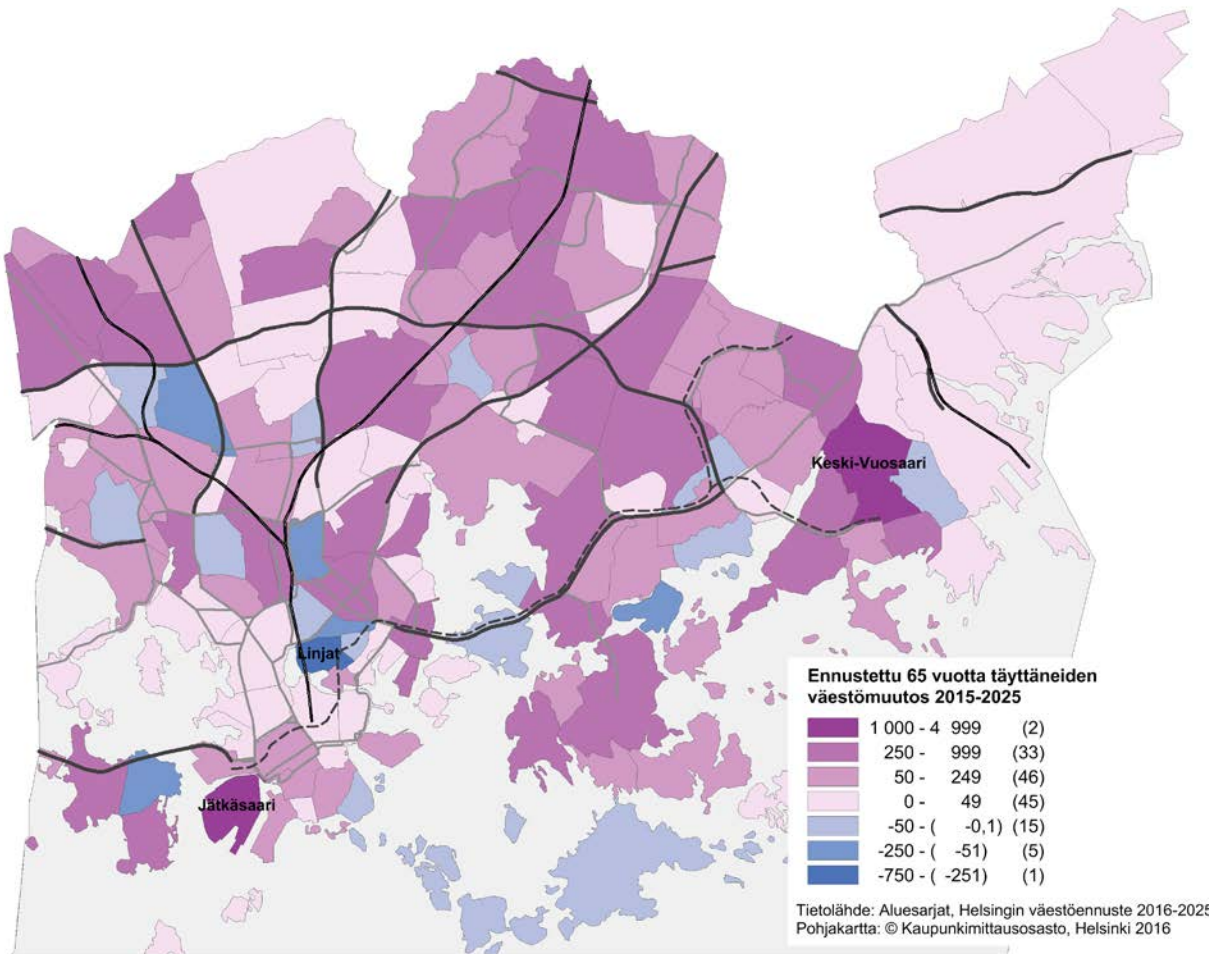 Keski-Vuosaari
Linjat
Jätkäsaari
Ennustettu 65 vuotta täyttäneiden
väestömuutos 2015-2025
1 000 - 4 999 (2)
250 - 999 (33)
50 - 249 (46)
0 - 49 (45)
-50 - ( -0,1) (15)
-250 - ( -51) (5)
-750 - ( -251) (1)
Tietolähde: Aluesarjat, Helsingin väestöennuste 2016-2025
Pohjakartta: © Kaupunkimittausosasto, Helsinki 2016